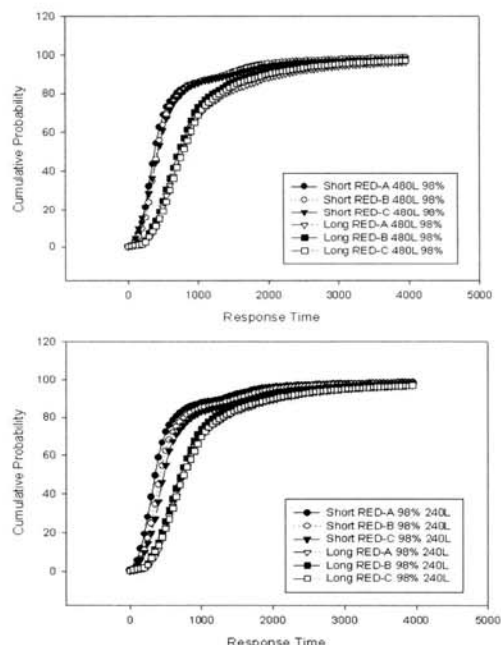 120
100
80
60
40
20
0
Cumulative Probability
Short RED-A 480L 98%
Short RED-B 480L 98%
Short RED-C 480L 98%
Long RED-A 480L 98%
Long RED-B 480L 98%
Long RED-C 480L 98%
0 1000 2000 3000 4000 5000
Response Time
120
100
80
60
40
20
0
Cumulative Probability
Short RED-A 98% 240L
Short RED-B 98% 240L
Short RED-C 98% 240L
Long RED-A 98% 240L
Long RED-B 98% 240L
Long RED-C 98% 240L
0 1000 2000 3000 4000 5000
Response Time